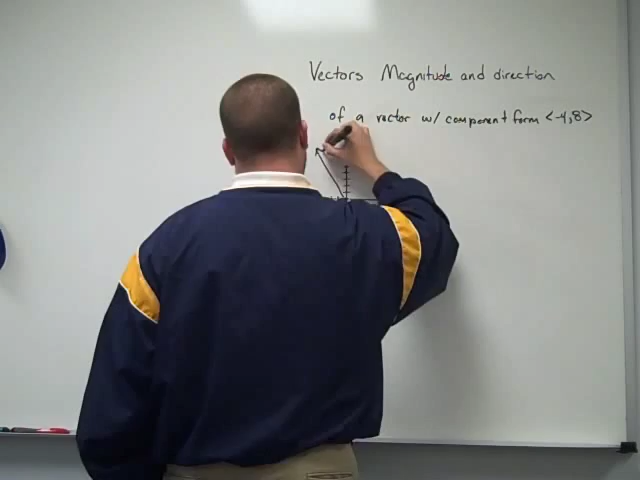 Vectors Magnitude and direction
of a vector w/ component form <-4,8>